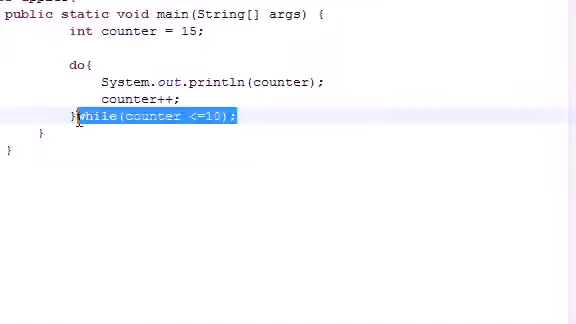 public static void main(String[] args) {
int counter = 15;
do{
System.out.println(counter);
counter++;
}while(counter <=10);
}
}